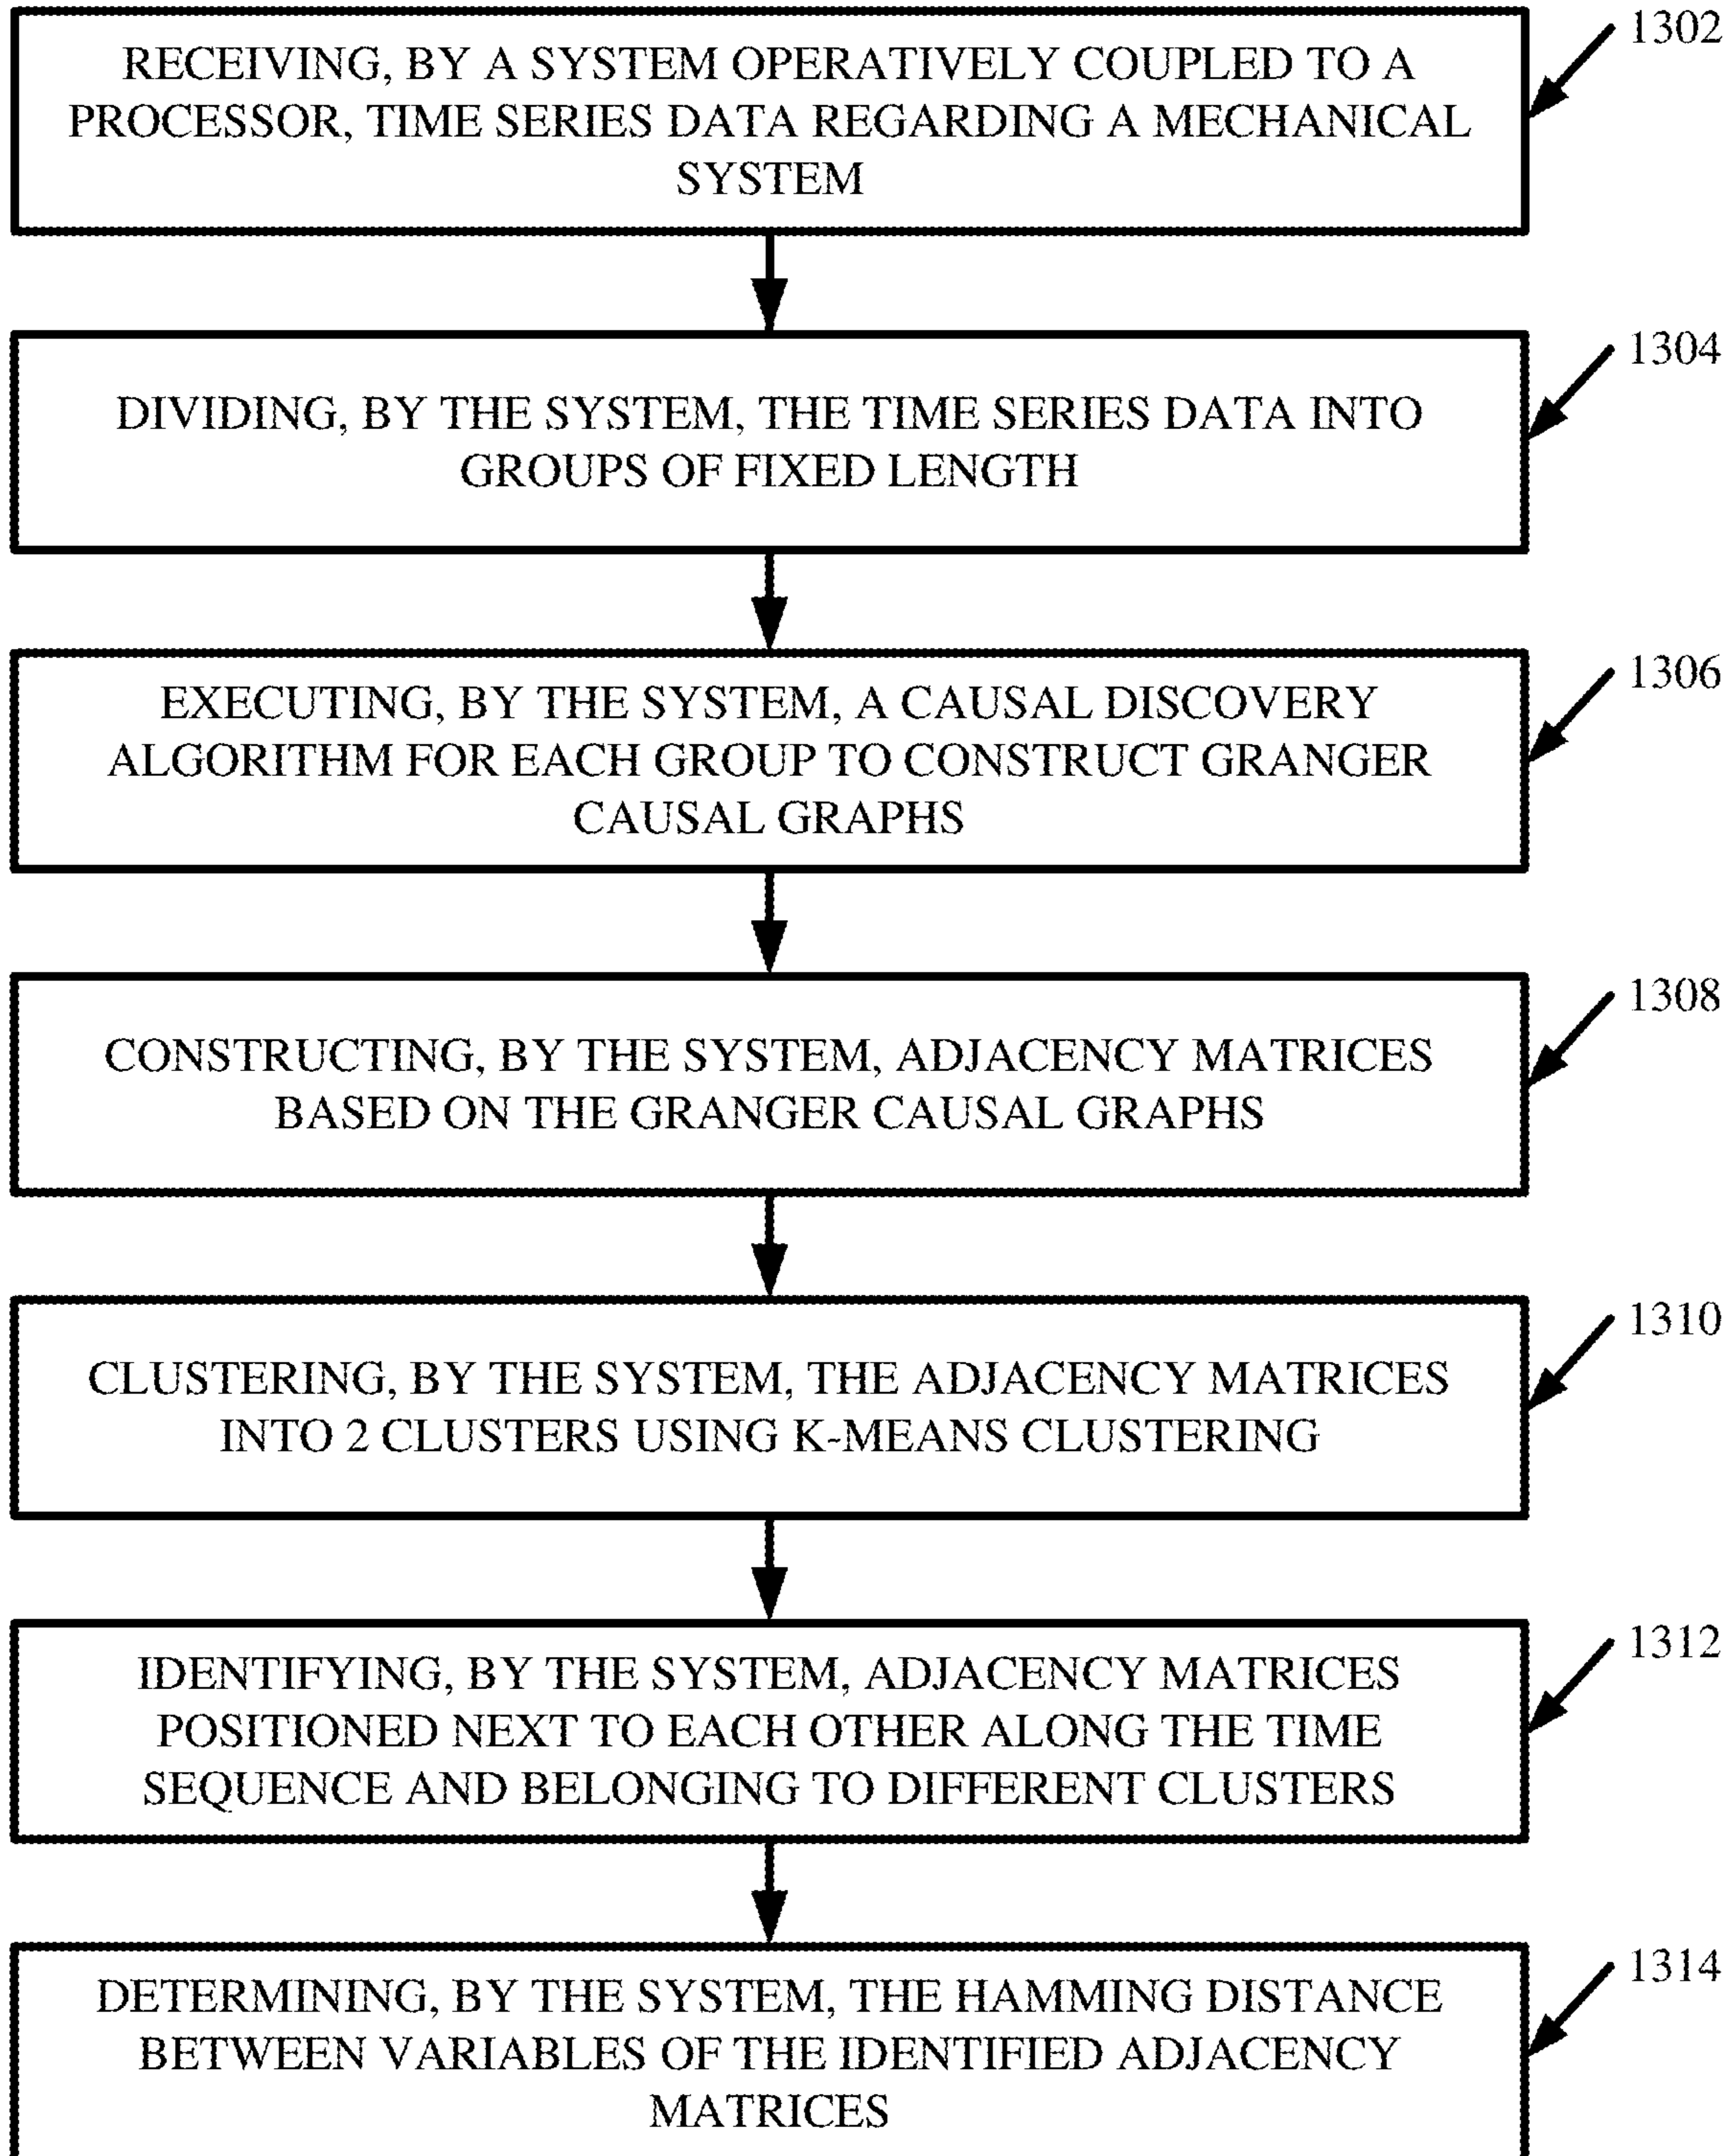 1302
RECEIVING, BY A SYSTEM OPERATIVELY COUPLED TO A
PROCESSOR, TIME SERIES DATA REGARDING A MECHANICAL
SYSTEM
1304
DIVIDING, BY THE SYSTEM, THE TIME SERIES DATA INTO
GROUPS OF FIXED LENGTH
1306
EXECUTING, BY THE SYSTEM, A CAUSAL DISCOVERY
ALGORITHM FOR EACH GROUP TO CONSTRUCT GRANGER
CAUSAL GRAPHS
1308
CONSTRUCTING, BY THE SYSTEM, ADJACENCY MATRICES
BASED ON THE GRANGER CAUSAL GRAPHS
1310
CLUSTERING, BY THE SYSTEM, THE ADJACENCY MATRICES
INTO 2 CLUSTERS USING K-MEANS CLUSTERING
1312
IDENTIFYING, BY THE SYSTEM, ADJACENCY MATRICES
POSITIONED NEXT TO EACH OTHER ALONG THE TIME
SEQUENCE AND BELONGING TO DIFFERENT CLUSTERS
1314
DETERMINING, BY THE SYSTEM, THE HAMMING DISTANCE
BETWEEN VARIABLES OF THE IDENTIFIED ADJACENCY
MATRICES